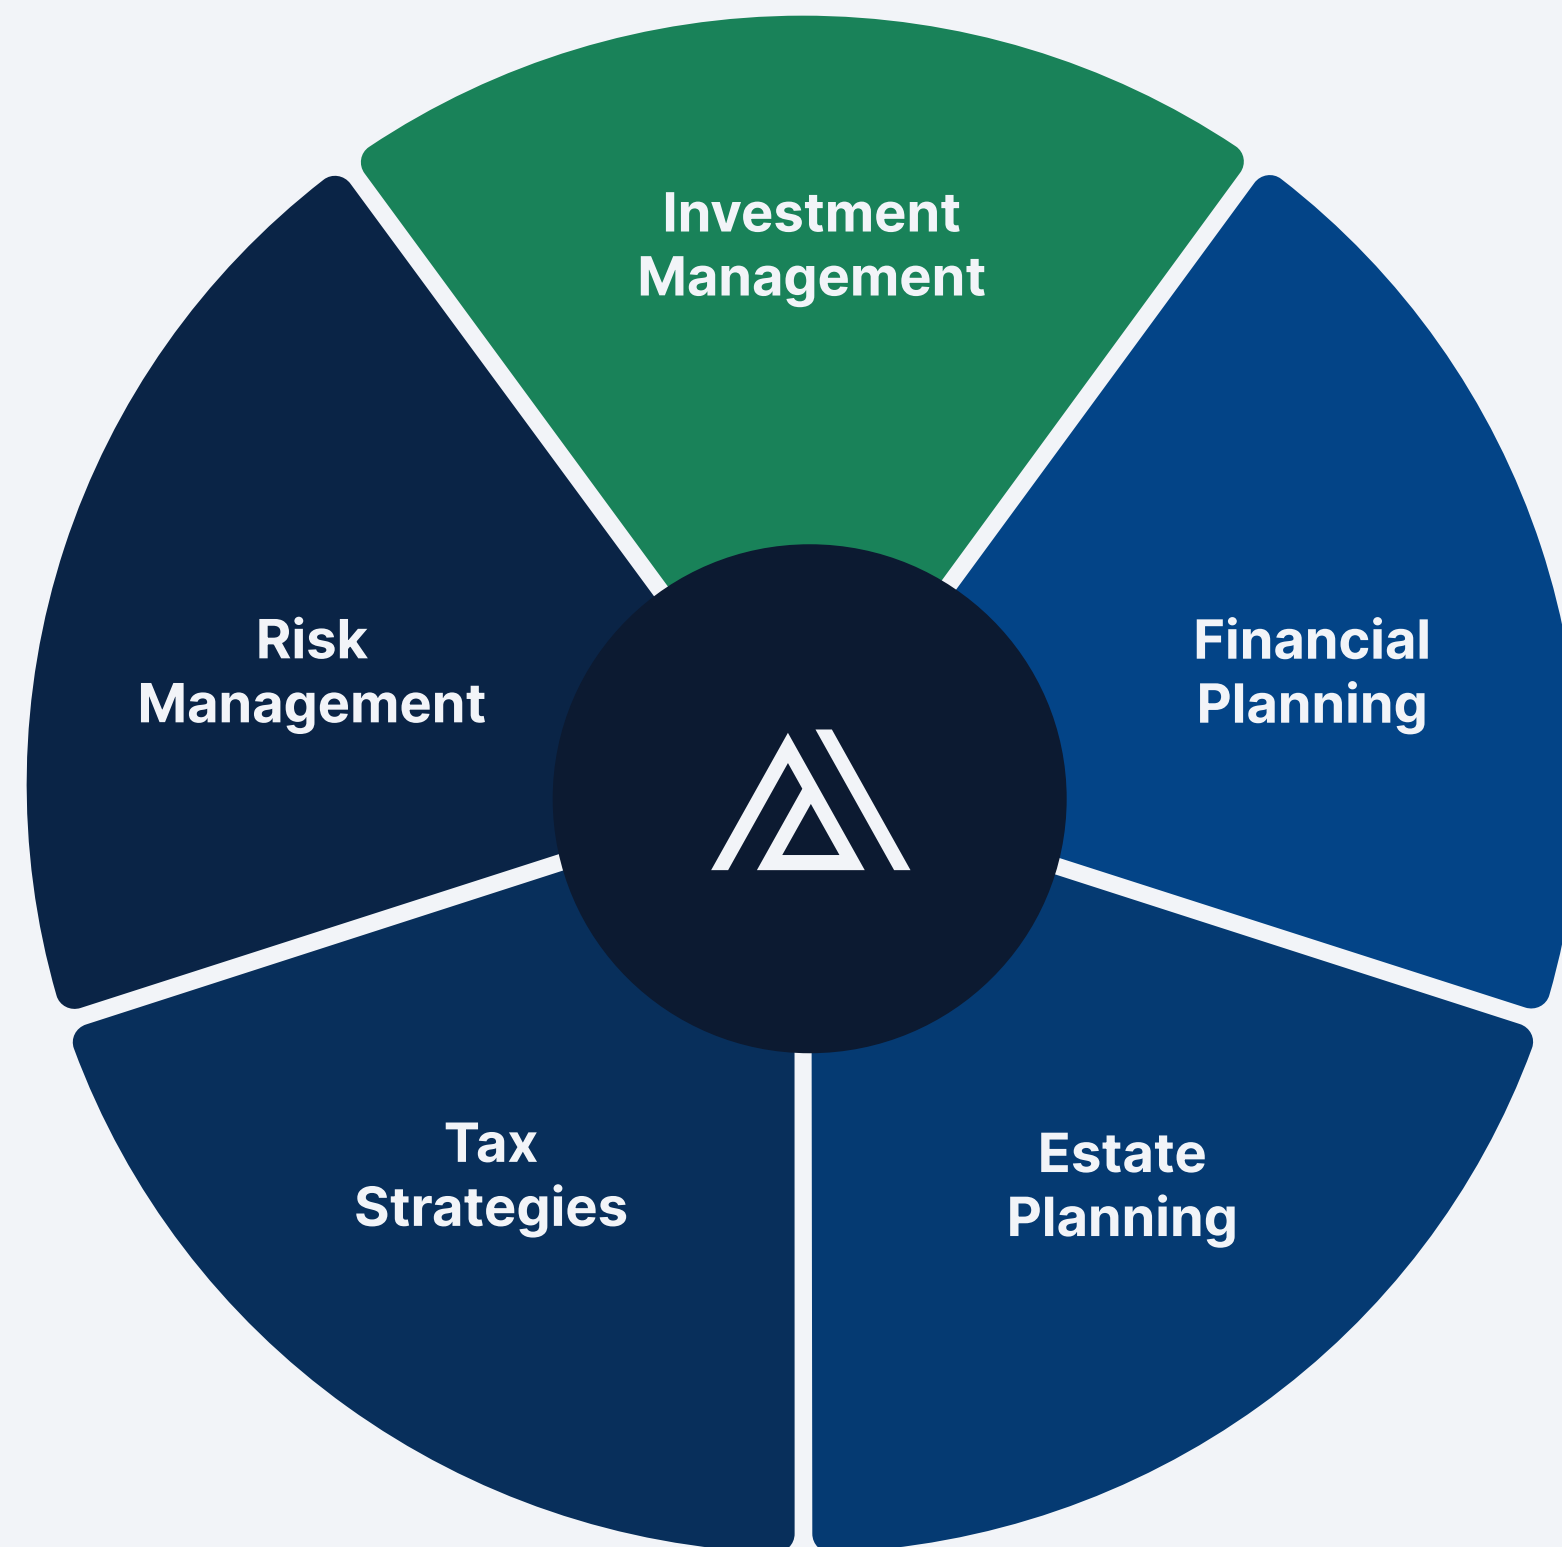 Investment
Management
Risk
Management
Financial
Planning
Tax
Strategies
Estate
Planning